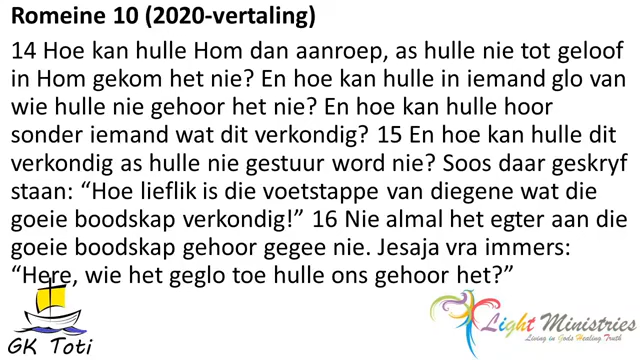 Romeine 10 (2020-vertaling)
14 Hoe kan hulle Hom dan aanroep, as hulle nie tot geloof
in Hom gekom het nie? En hoe kan hulle in iemand glo van
wie hulle nie gehoor het nie? En hoe kan hulle hoor
sonder iemand wat dit verkondig? 15 En hoe kan hulle dit
verkondig as hulle nie gestuur word nie? Soos daar geskryf
staan: “Hoe lieflik is die voetstappe van diegene wat die
goeie boodskap verkondig!” 16 Nie almal het egter aan die
goeie boodskap gehoor gegee nie. Jesaja vra immers:
“Here, wie het geglo toe hulle ons gehoor het?”
GK Toti
Light Ministries
Living in Gods Healing Truth